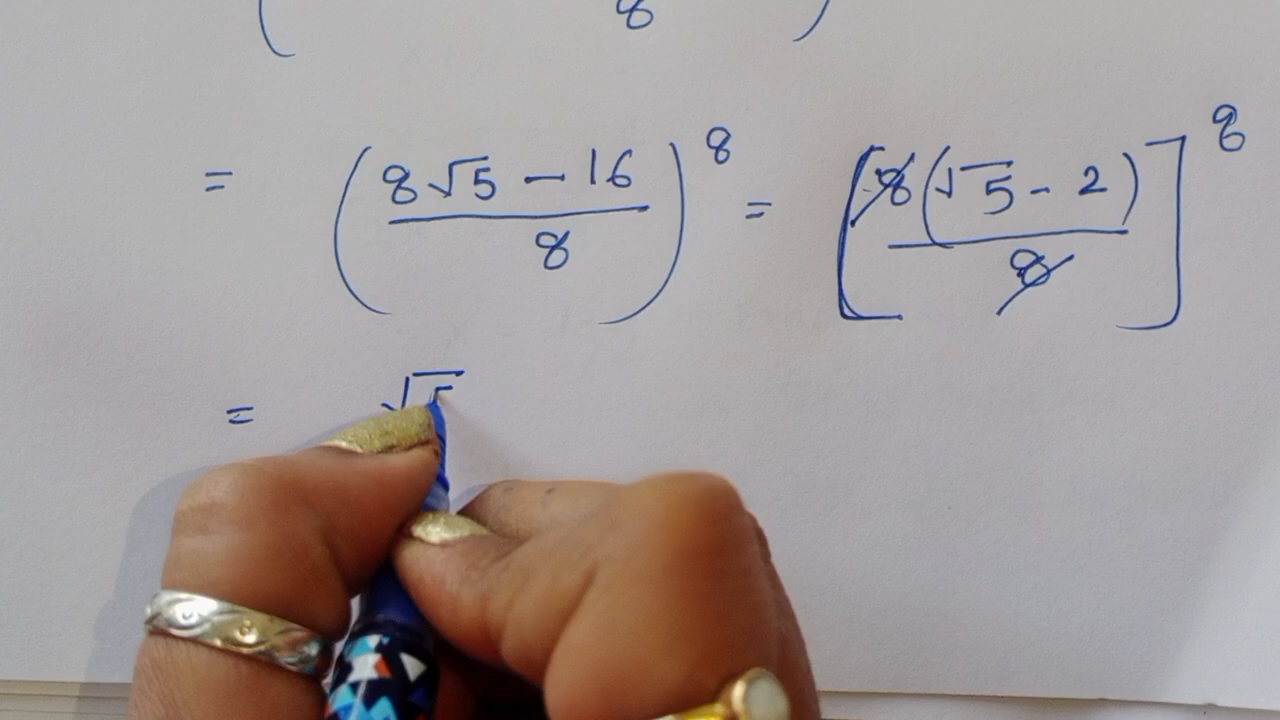 ( 8 )
= ( 8√5 - 16 / 8 )^8 = [ 8(√5 - 2) / 8 ]^8
= √5